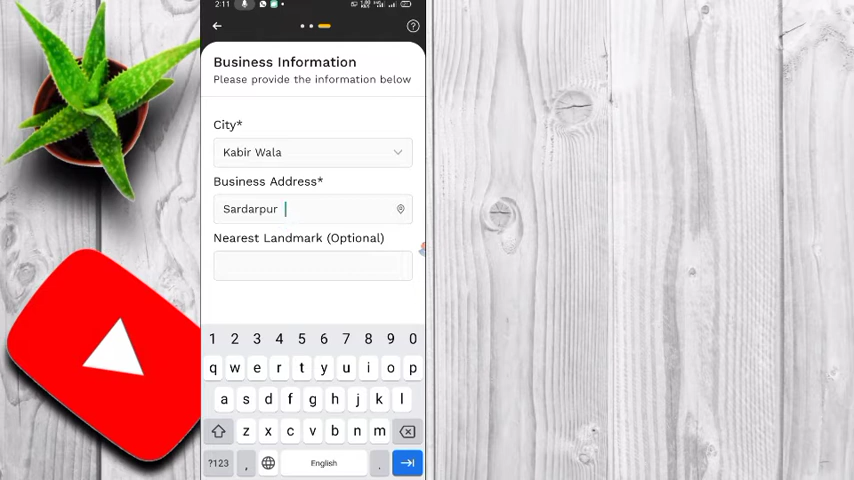 2:11
Business Information
Please provide the information below
City*
Kabir Wala
Business Address*
Sardarpur
Nearest Landmark (Optional)
1 2 3 4 5 6 7 8 9 0
q w e r t y u i o p
a s d f g h j k l
z x c v b n m
?123 , English .